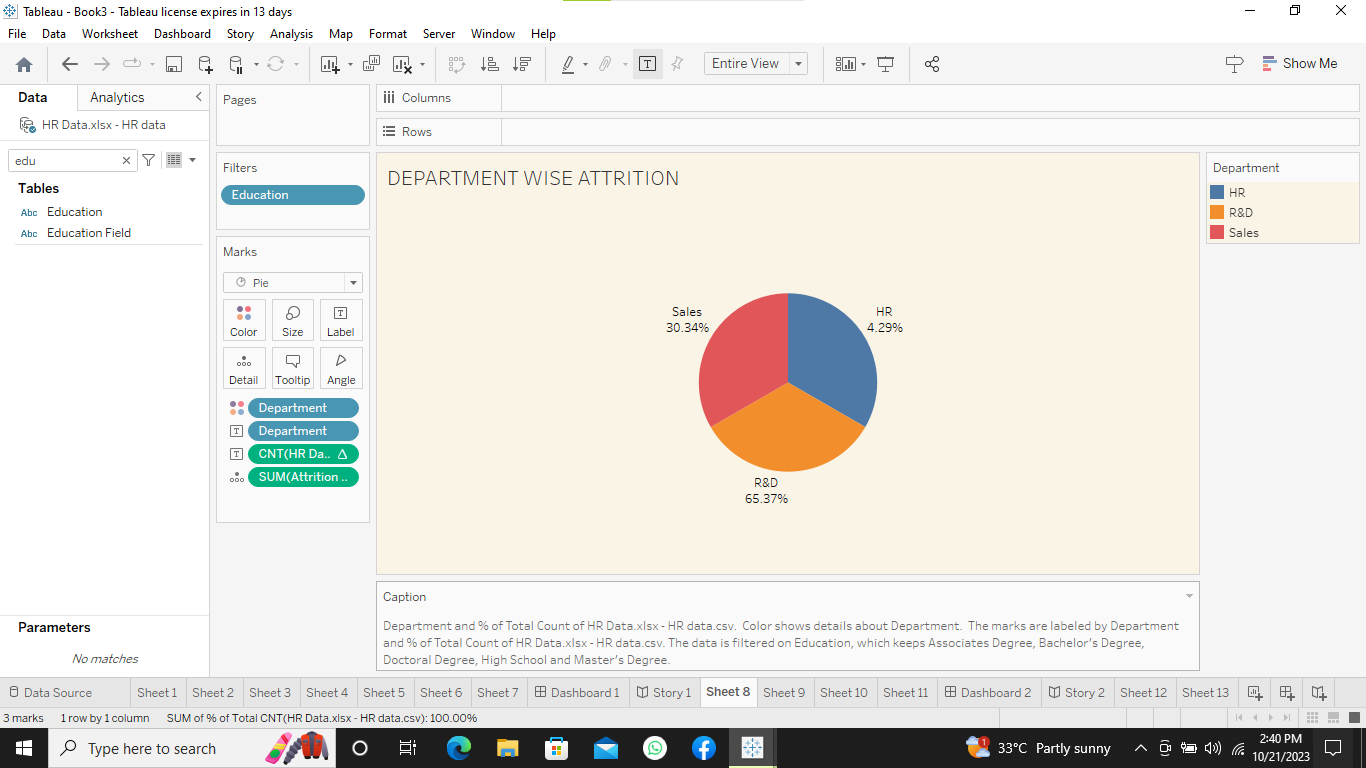 Tableau - Book3 - Tableau license expires in 13 days
File Data Worksheet Dashboard Story Analysis Map Format Server Window Help
Entire View
Show Me
Data Analytics
HR Data.xlsx - HR data
edu
Tables
Abc Education
Abc Education Field
Parameters
No matches
Pages
Filters
Education
Marks
Pie
Color Size Label
Detail Tooltip Angle
Department
Department
CNT(HR Da..
SUM(Attrition ..
Columns
Rows
DEPARTMENT WISE ATTRITION
Sales
30.34%
HR
4.29%
R&D
65.37%
Department
HR
R&D
Sales
Caption
Department and % of Total Count of HR Data.xlsx - HR data.csv.  Color shows details about Department.  The marks are labeled by Department
and % of Total Count of HR Data.xlsx - HR data.csv. The data is filtered on Education, which keeps Associates Degree, Bachelor's Degree,
Doctoral Degree, High School and Master's Degree.
Data Source Sheet 1 Sheet 2 Sheet 3 Sheet 4 Sheet 5 Sheet 6 Sheet 7 Dashboard 1 Story 1 Sheet 8 Sheet 9 Sheet 10 Sheet 11 Dashboard 2 Story 2 Sheet 12 Sheet 13
3 marks 1 row by 1 column SUM of % of Total CNT(HR Data.xlsx - HR data.csv): 100.00%
Type here to search
1
33°C Partly sunny
2:40 PM
10/21/2023